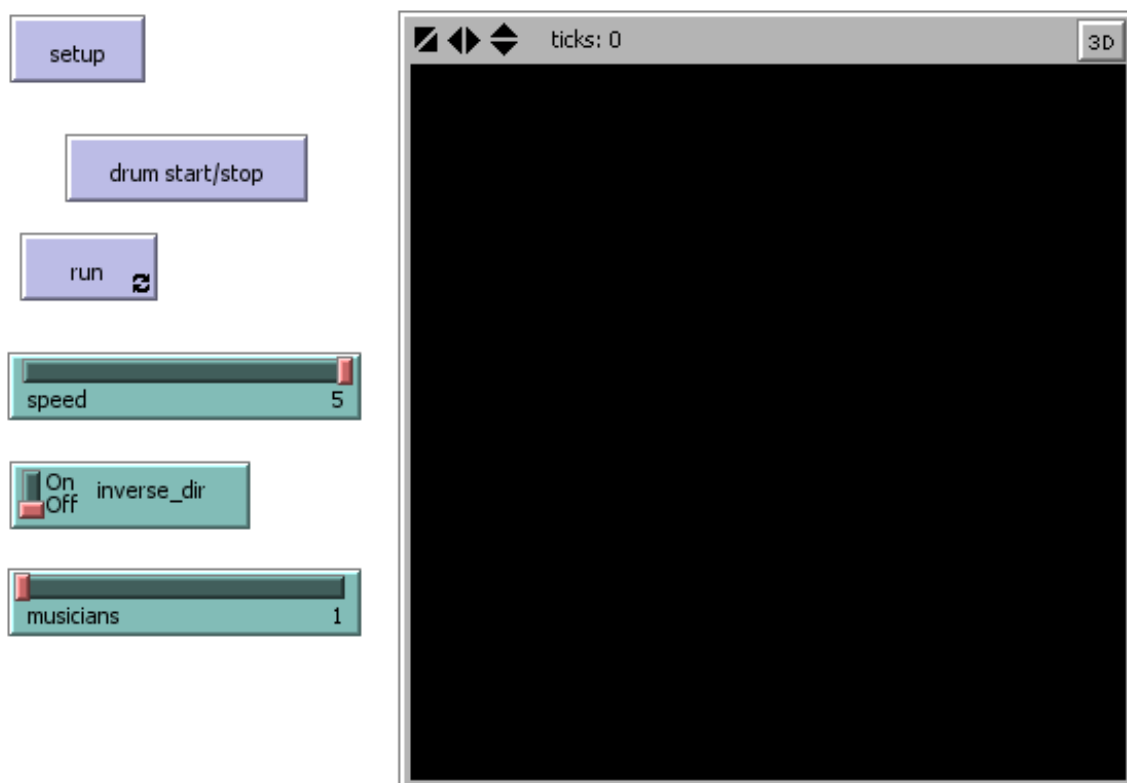 setup
drum start/stop
run
speed 5
On
Off
inverse_dir
musicians 1
ticks: 0
3D